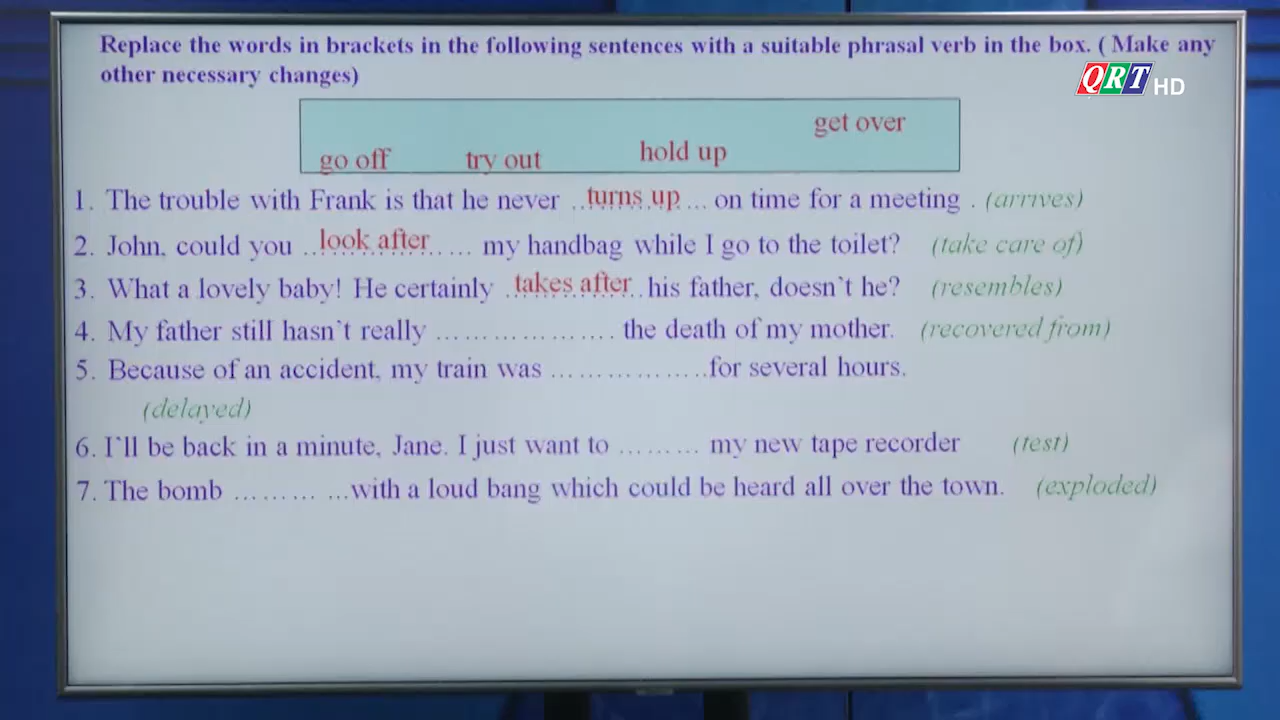 Replace the words in brackets in the following sentences with a suitable phrasal verb in the box. ( Make any
other necessary changes)
QRT HD
get over
go off try out hold up
1. The trouble with Frank is that he never ..turns up... on time for a meeting . (arrives)
2. John, could you ...look after...... my handbag while I go to the toilet? (take care of)
3. What a lovely baby! He certainly ..takes after..his father, doesn`t he? (resembles)
4. My father still hasn`t really ………………. the death of my mother. (recovered from)
5. Because of an accident, my train was ……………..for several hours.
(delayed)
6. I`ll be back in a minute, Jane. I just want to ……… my new tape recorder (test)
7. The bomb ……… …with a loud bang which could be heard all over the town. (exploded)